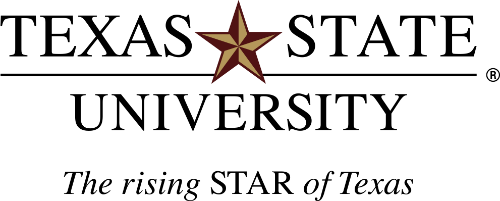 TEXAS STATE
®
UNIVERSITY
The rising STAR of Texas